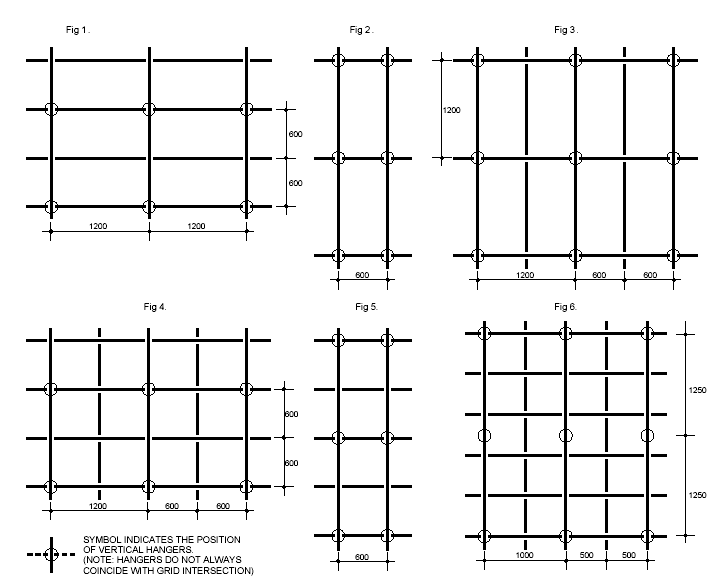 Fig 1.
Fig 2.
Fig 3.
600
600
1200
1200
600
1200
1200
600
600
Fig 4.
Fig 5.
Fig 6.
600
600
1200
600
600
600
1250
1250
1000
500
500
SYMBOL INDICATES THE POSITION
OF VERTICAL HANGERS.
(NOTE: HANGERS DO NOT ALWAYS
COINCIDE WITH GRID INTERSECTION)